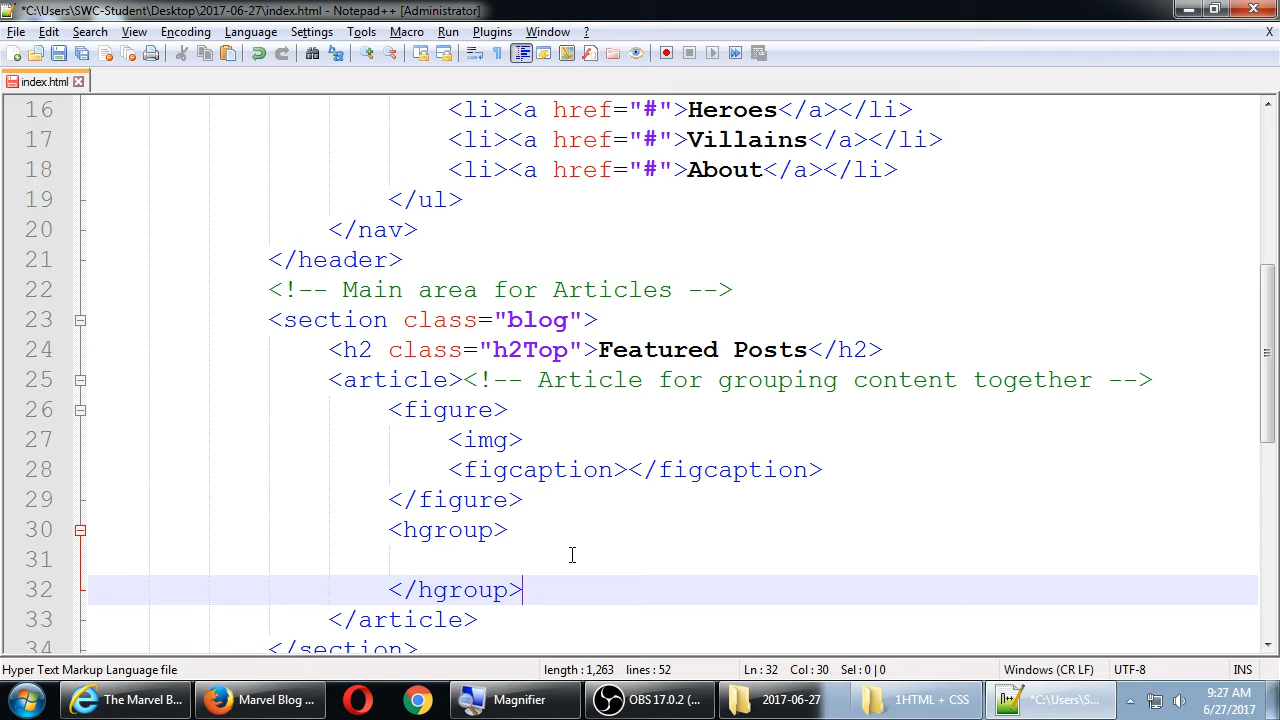 *C:\Users\SWC-Student\Desktop\2017-06-27\index.html - Notepad++ [Administrator]
File Edit Search View Encoding Language Settings Tools Macro Run Plugins Window ? X
index.html
16 <li><a href="#">Heroes</a></li>
17 <li><a href="#">Villains</a></li>
18 <li><a href="#">About</a></li>
19 </ul>
20 </nav>
21 </header>
22 <!-- Main area for Articles -->
23 <section class="blog">
24 <h2 class="h2Top">Featured Posts</h2>
25 <article><!-- Article for grouping content together -->
26 <figure>
27 <img>
28 <figcaption></figcaption>
29 </figure>
30 <hgroup>
31
32 </hgroup>
33 </article>
34 </section>
Hyper Text Markup Language file length : 1,263 lines : 52 Ln : 32 Col : 30 Sel : 0 | 0 Windows (CR LF) UTF-8 INS
The Marvel B... Marvel Blog ... Magnifier OBS 17.0.2 (... 2017-06-27 1HTML + CSS *C:\Users\S... 9:27 AM
6/27/2017